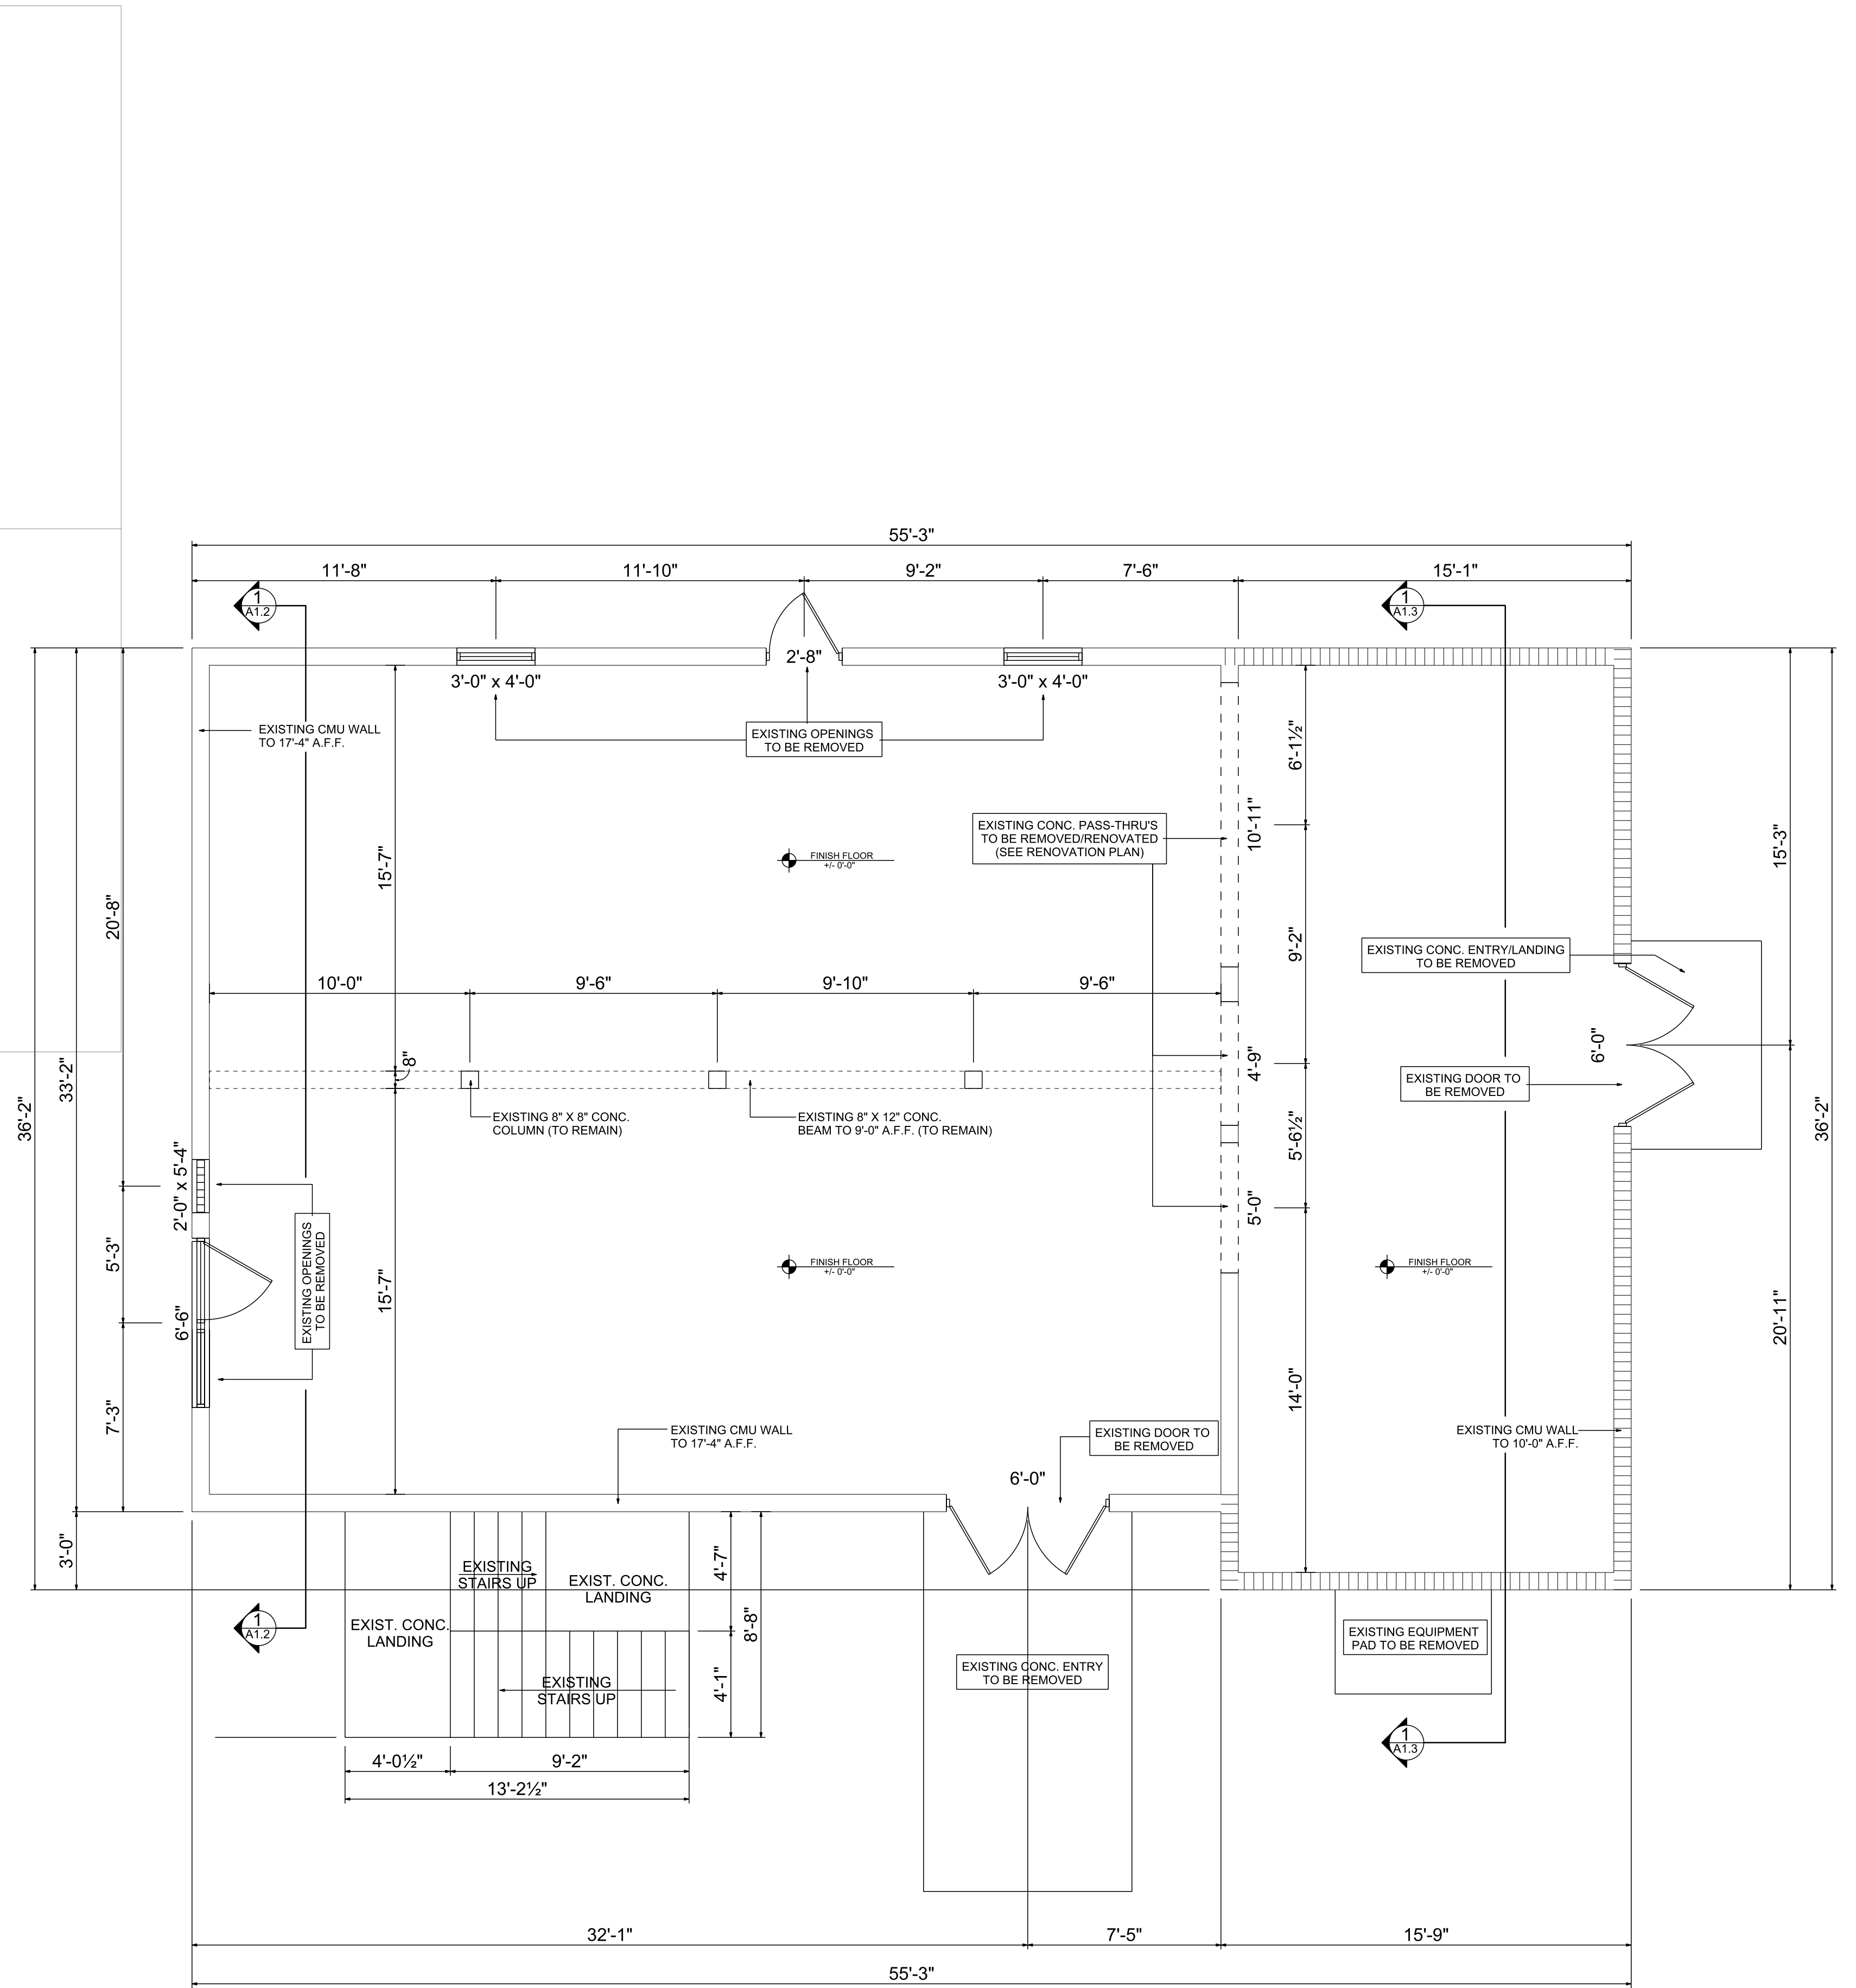 55'-3"
11'-8"
11'-10"
9'-2"
7'-6"
15'-1"
1
A1.2
1
A1.3
2'-8"
3'-0" x 4'-0"
3'-0" x 4'-0"
EXISTING CMU WALL
TO 17'-4" A.F.F.
EXISTING OPENINGS
TO BE REMOVED
6'-1½"
EXISTING CONC. PASS-THRU'S
TO BE REMOVED/RENOVATED
(SEE RENOVATION PLAN)
10'-11"
15'-3"
15'-7"
FINISH FLOOR
+/- 0'-0"
20'-8"
9'-2"
EXISTING CONC. ENTRY/LANDING
TO BE REMOVED
10'-0"
9'-6"
9'-10"
9'-6"
33'-2"
36'-2"
8"
4'-9"
6'-0"
EXISTING DOOR TO
BE REMOVED
36'-2"
EXISTING 8" X 8" CONC.
COLUMN (TO REMAIN)
EXISTING 8" X 12" CONC.
BEAM TO 9'-0" A.F.F. (TO REMAIN)
5'-6½"
2'-0" x 5'-4"
5'-0"
5'-3"
EXISTING OPENINGS
TO BE REMOVED
15'-7"
FINISH FLOOR
+/- 0'-0"
FINISH FLOOR
+/- 0'-0"
6'-6"
20'-11"
7'-3"
14'-0"
EXISTING CMU WALL
TO 17'-4" A.F.F.
EXISTING DOOR TO
BE REMOVED
EXISTING CMU WALL
TO 10'-0" A.F.F.
6'-0"
3'-0"
EXISTING
STAIRS UP
EXIST. CONC.
LANDING
4'-7"
8'-8"
1
A1.2
EXIST. CONC.
LANDING
EXISTING EQUIPMENT
PAD TO BE REMOVED
EXISTING CONC. ENTRY
TO BE REMOVED
EXISTING
STAIRS UP
4'-1"
1
A1.3
4'-0½"
9'-2"
13'-2½"
32'-1"
7'-5"
15'-9"
55'-3"